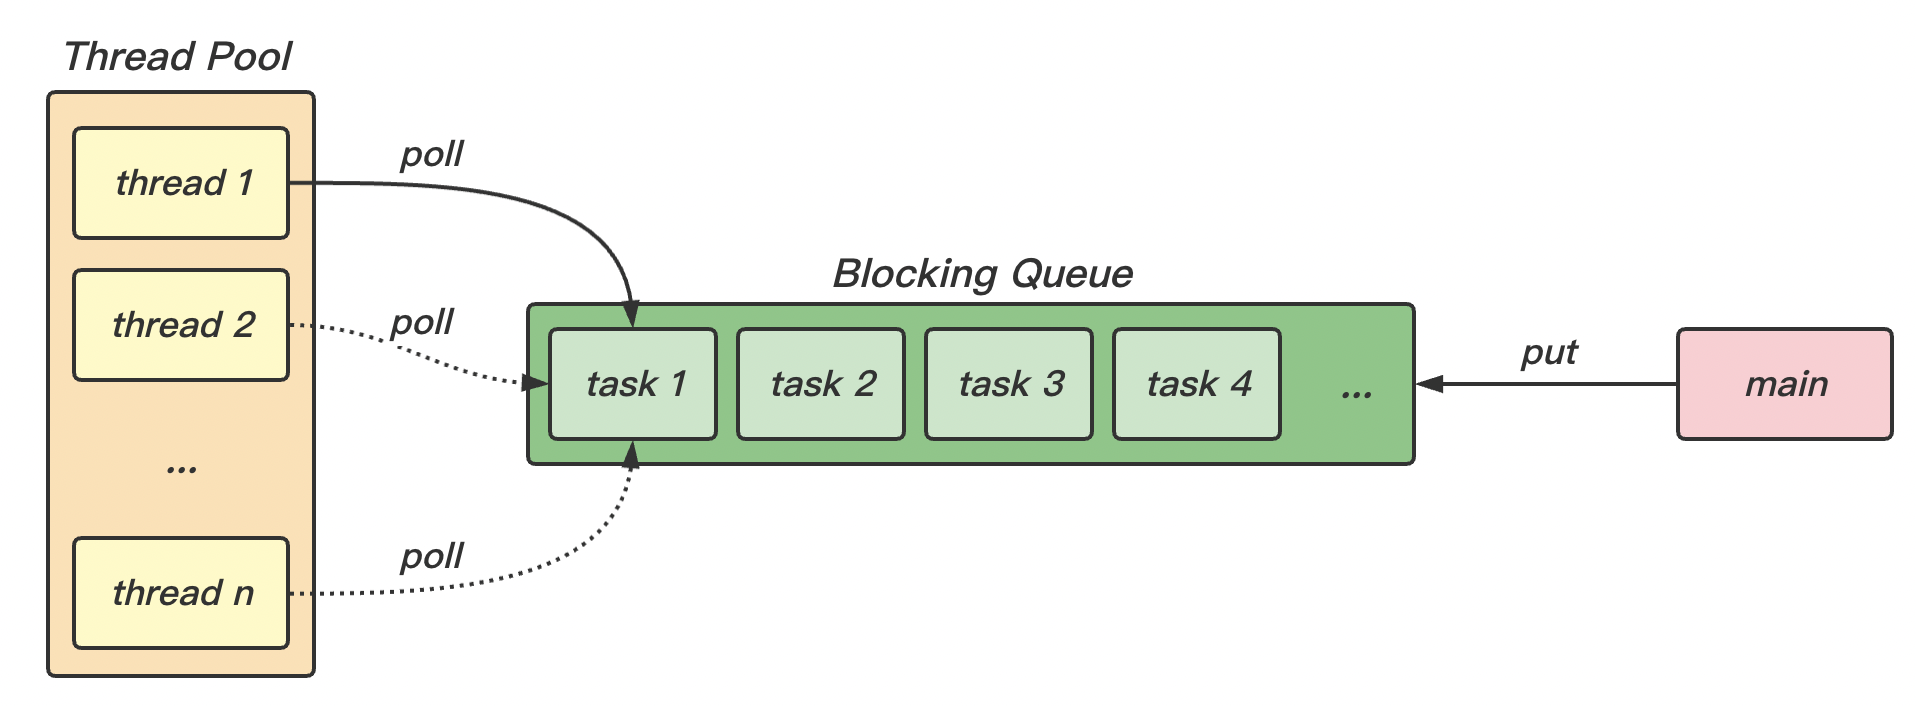 Thread Pool
thread 1
thread 2
...
thread n
poll
poll
poll
Blocking Queue
task 1
task 2
task 3
task 4
...
put
main